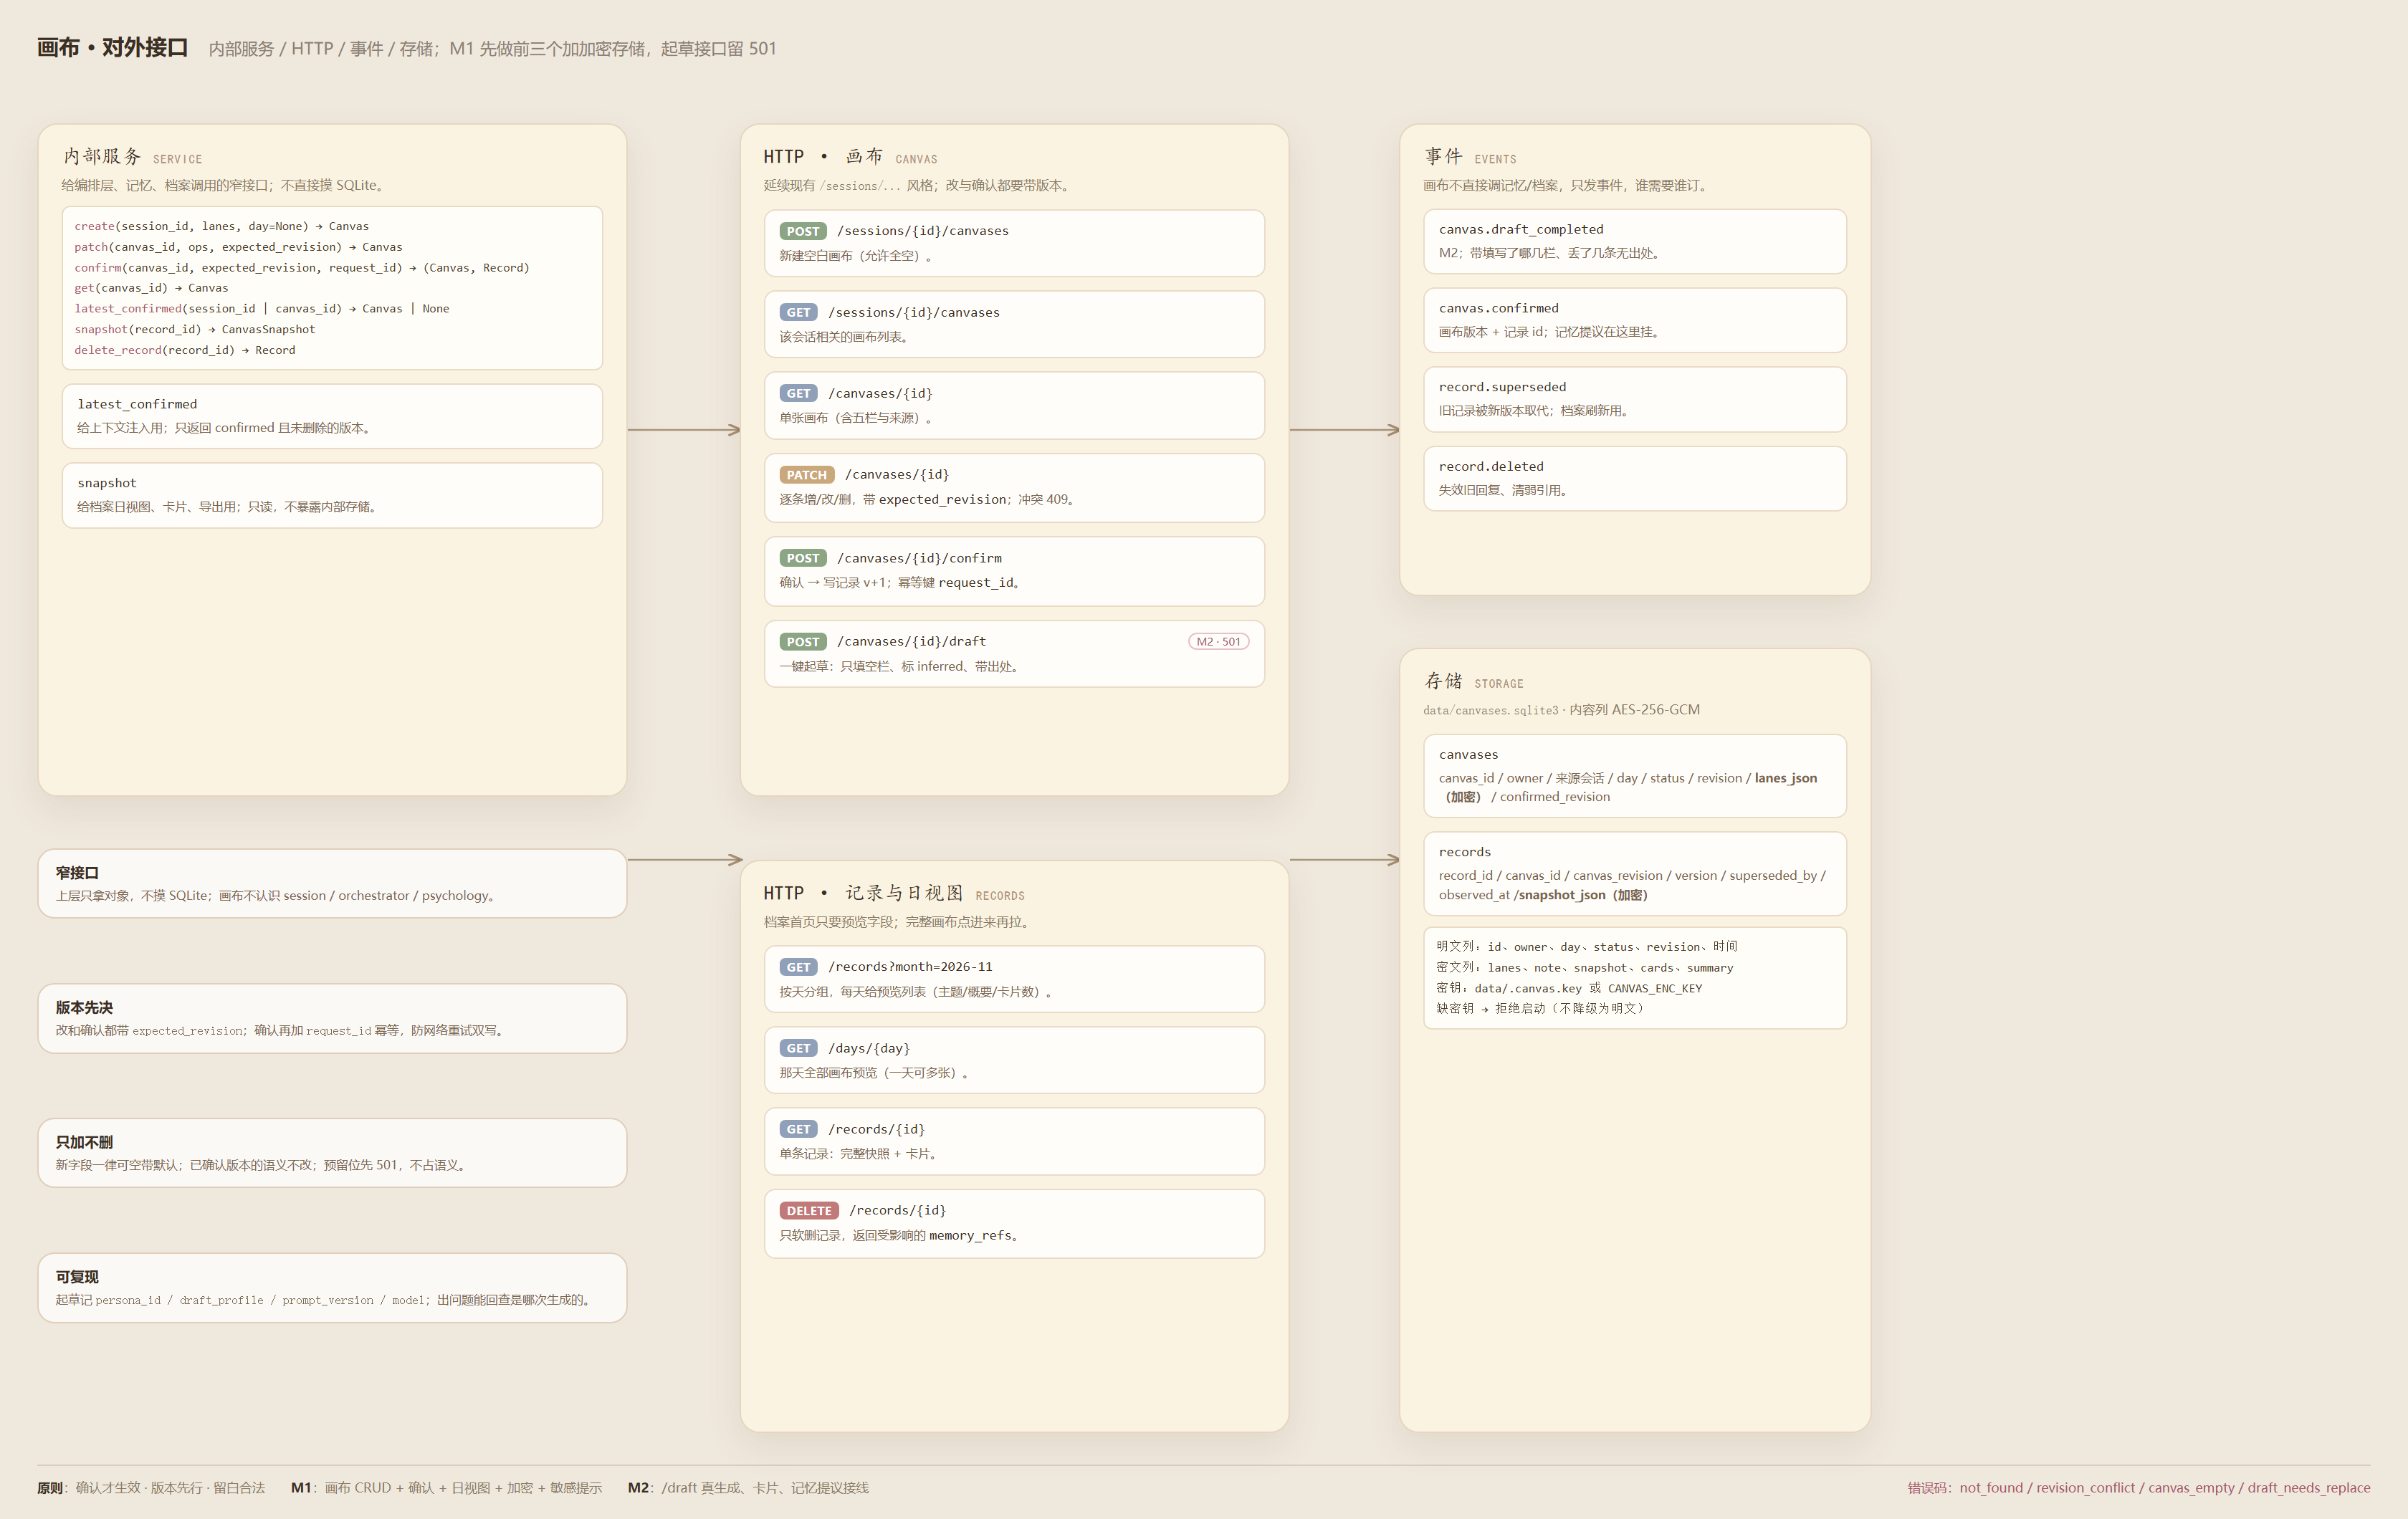 画布 • 对外接口 内部服务 / HTTP / 事件 / 存储；M1 先做前三个加加密存储，起草接口留 501
内部服务 SERVICE
给编排层、记忆、档案调用的窄接口；不直接摸 SQLite。
create(session_id, lanes, day=None) → Canvas
patch(canvas_id, ops, expected_revision) → Canvas
confirm(canvas_id, expected_revision, request_id) → (Canvas, Record)
get(canvas_id) → Canvas
latest_confirmed(session_id | canvas_id) → Canvas | None
snapshot(record_id) → CanvasSnapshot
delete_record(record_id) → Record
latest_confirmed
给上下文注入用；只返回 confirmed 且未删除的版本。
snapshot
给档案日视图、卡片、导出用；只读，不暴露内部存储。
窄接口
上层只拿对象，不摸 SQLite；画布不认识 session / orchestrator / psychology。
版本先决
改和确认都带 expected_revision；确认再加 request_id 幂等，防网络重试双写。
只加不删
新字段一律可空带默认；已确认版本的语义不改；预留位先 501，不占语义。
可复现
起草记 persona_id / draft_profile / prompt_version / model；出问题能回查是哪次生成的。
HTTP • 画布 CANVAS
延续现有 /sessions/... 风格；改与确认都要带版本。
POST /sessions/{id}/canvases
新建空白画布（允许全空）。
GET /sessions/{id}/canvases
该会话相关的画布列表。
GET /canvases/{id}
单张画布（含五栏与来源）。
PATCH /canvases/{id}
逐条增/改/删，带 expected_revision；冲突 409。
POST /canvases/{id}/confirm
确认 → 写记录 v+1；幂等键 request_id。
POST /canvases/{id}/draft M2 · 501
一键起草：只填空栏、标 inferred、带出处。
HTTP • 记录与日视图 RECORDS
档案首页只要预览字段；完整画布点进来再拉。
GET /records?month=2026-11
按天分组，每天给预览列表（主题/概要/卡片数）。
GET /days/{day}
那天全部画布预览（一天可多张）。
GET /records/{id}
单条记录：完整快照 + 卡片。
DELETE /records/{id}
只软删记录，返回受影响的 memory_refs。
事件 EVENTS
画布不直接调记忆/档案，只发事件，谁需要谁订。
canvas.draft_completed
M2；带填写了哪几栏、丢了几条无出处。
canvas.confirmed
画布版本 + 记录 id；记忆提议在这里挂。
record.superseded
旧记录被新版本取代；档案刷新用。
record.deleted
失效旧回复、清弱引用。
存储 STORAGE
data/canvases.sqlite3 · 内容列 AES-256-GCM
canvases
canvas_id / owner / 来源会话 / day / status / revision / lanes_json
（加密） / confirmed_revision
records
record_id / canvas_id / canvas_revision / version / superseded_by /
observed_at /snapshot_json（加密）
明文列：id、owner、day、status、revision、时间
密文列：lanes、note、snapshot、cards、summary
密钥：data/.canvas.key 或 CANVAS_ENC_KEY
缺密钥 → 拒绝启动（不降级为明文）
原则：确认才生效 · 版本先行 · 留白合法 M1：画布 CRUD + 确认 + 日视图 + 加密 + 敏感提示 M2：/draft 真生成、卡片、记忆提议接线 错误码：not_found / revision_conflict / canvas_empty / draft_needs_replace